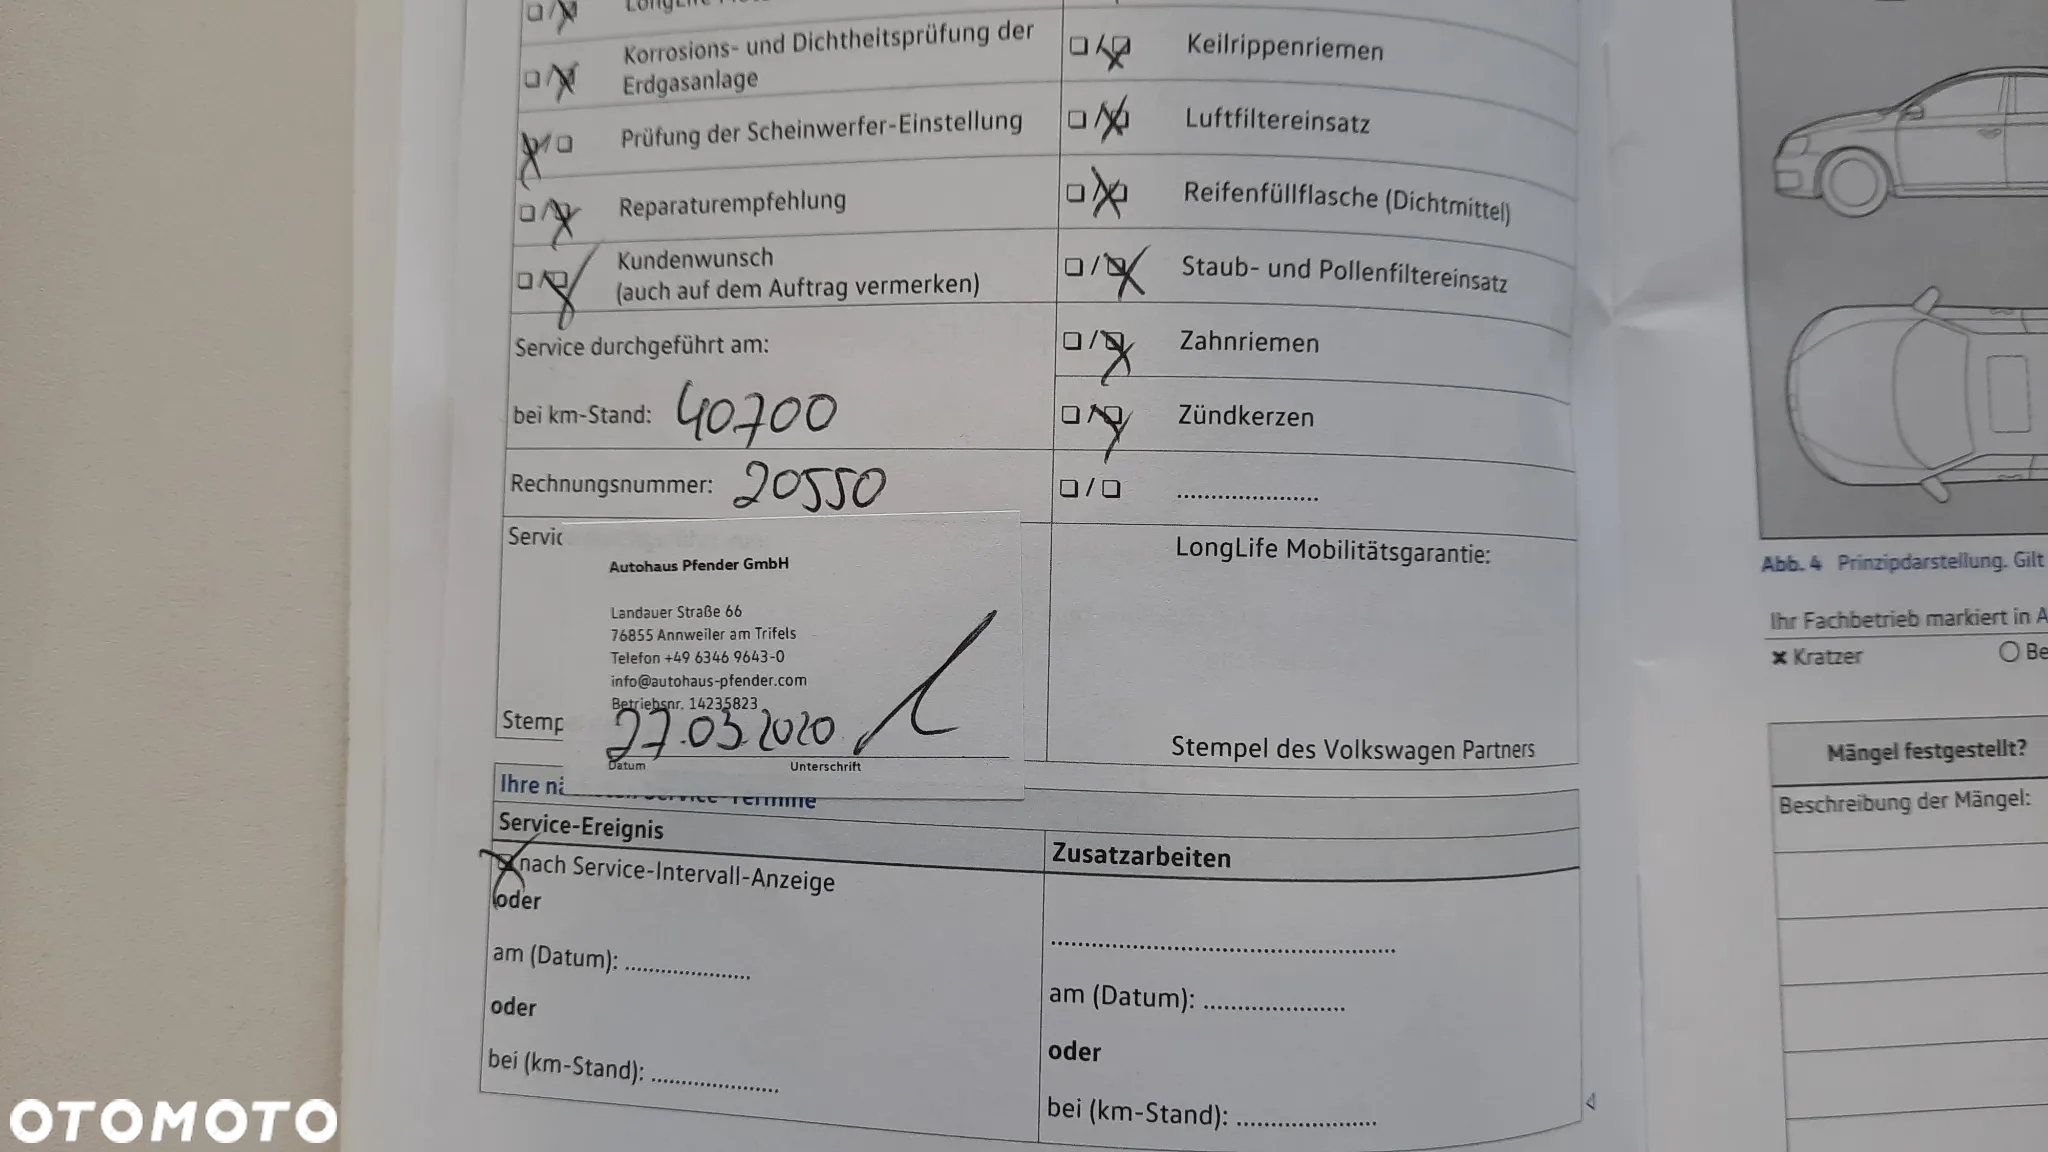 Korrosions- und Dichtheitsprüfung der
Erdgasanlage
Prüfung der Scheinwerfer-Einstellung
Reparaturempfehlung
Kundenwunsch
(auch auf dem Auftrag vermerken)
Service durchgeführt am:
bei km-Stand: 40700
Rechnungsnummer: 20550
Keilrippenriemen
Luftfiltereinsatz
Reifenfüllflasche (Dichtmittel)
Staub- und Pollenfiltereinsatz
Zahnriemen
Zündkerzen
....................
Autohaus Pfender GmbH
Landauer Straße 66
76855 Annweiler am Trifels
Telefon +49 6346 9643-0
info@autohaus-pfender.com
Betriebsnr. 14235823
27.03.2020
Datum Unterschrift
LongLife Mobilitätsgarantie:
Stempel des Volkswagen Partners
Ihre
Service-Termine
Service-Ereignis
nach Service-Intervall-Anzeige
oder
am (Datum): ....................
oder
bei (km-Stand): ....................
Zusatzarbeiten
..................................................
am (Datum): ....................
oder
bei (km-Stand): ....................
Abb. 4 Prinzipdarstellung. Gilt
Ihr Fachbetrieb markiert in
Kratzer
Mängel festgestellt?
Beschreibung der Mängel:
OTOMOTO